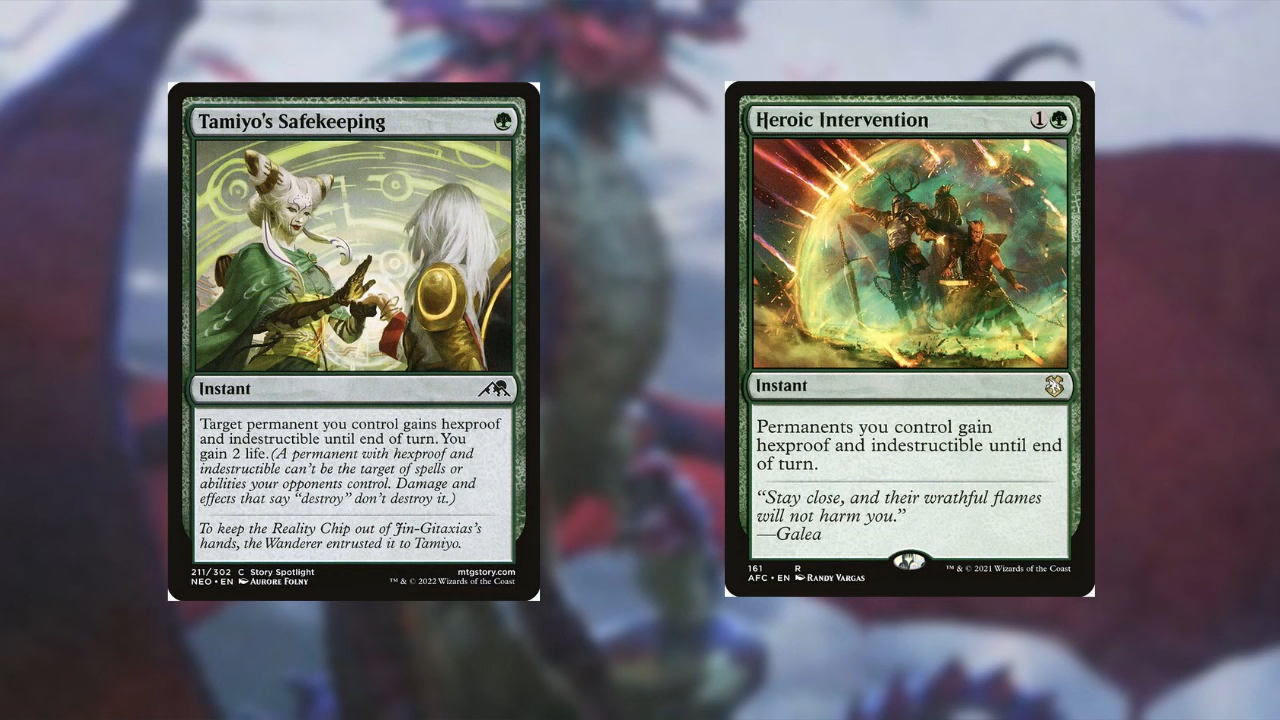 Tamiyo's Safekeeping
Instant
Target permanent you control gains hexproof
and indestructible until end of turn. You
gain 2 life. (A permanent with hexproof and
indestructible can't be the target of spells or
abilities your opponents control. Damage and
effects that say "destroy" don't destroy it.)
To keep the Reality Chip out of Jin-Gitaxias's
hands, the Wanderer entrusted it to Tamiyo.
211/302 C Story Spotlight
mtgstory.com
NEO • EN Aurore Folny
™ & © 2022 Wizards of the Coast
Heroic Intervention 1
Instant
Permanents you control gain
hexproof and indestructible until end
of turn.
"Stay close, and their wrathful flames
will not harm you."
—Galea
161 R
AFC • EN Randy Vargas
™ & © 2021 Wizards of the Coast